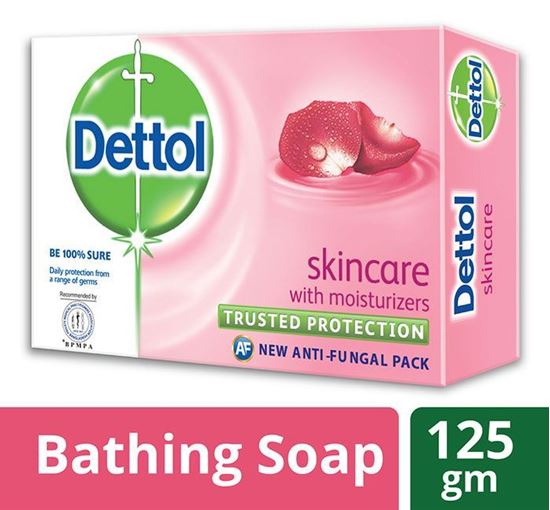 Dettol
BE 100% SURE
Daily protection from
a range of germs
Recommended by
*BPMPA
skincare
with moisturizers
TRUSTED PROTECTION
AF NEW ANTI-FUNGAL PACK
Dettol
Dettol
skincare
Bathing Soap
125
gm